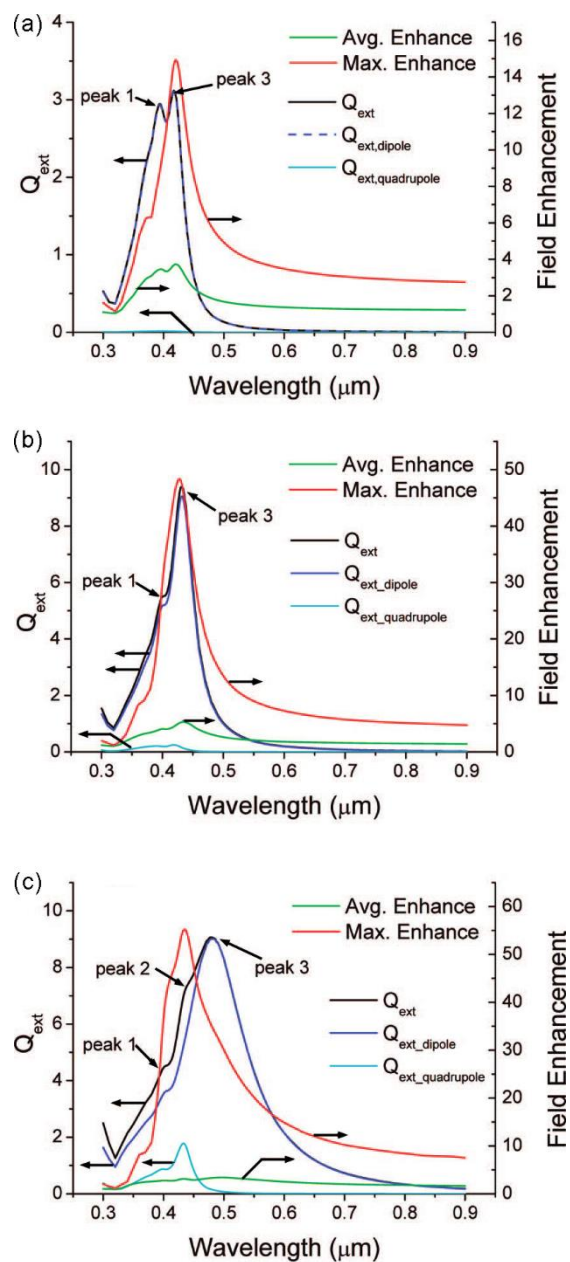 (a)
Avg. Enhance
Max. Enhance
Q_ext
Q_ext,dipole
Q_ext,quadrupole
peak 1
peak 3
Q_ext
4
3
2
1
0
16
14
12
10
8
6
4
2
0
Field Enhancement
0.3 0.4 0.5 0.6 0.7 0.8 0.9
Wavelength (μm)
(b)
Avg. Enhance
Max. Enhance
Q_ext
Q_ext_dipole
Q_ext_quadrupole
peak 3
peak 1
Q_ext
10
8
6
4
2
0
50
40
30
20
10
0
Field Enhancement
0.3 0.4 0.5 0.6 0.7 0.8 0.9
Wavelength (μm)
(c)
Avg. Enhance
Max. Enhance
Q_ext
Q_ext_dipole
Q_ext_quadrupole
peak 2
peak 3
peak 1
Q_ext
10
8
6
4
2
0
60
50
40
30
20
10
0
Field Enhancement
0.3 0.4 0.5 0.6 0.7 0.8 0.9
Wavelength (μm)